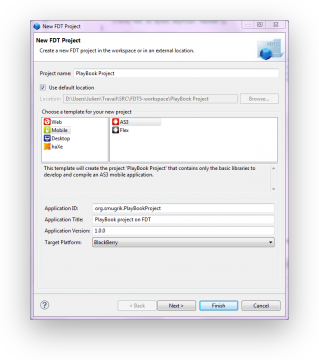 New FDT Project
New FDT Project
Create a new FDT project in the workspace or in an external location.
Project name: PlayBook Project
Use default location
Location: D:\Users\Julien\Travail\SRC\FDT5-workspace\PlayBook Project Browse...
Choose a template for your new project
Web
Mobile
Desktop
haXe
AS3
Flex
This template will create the project 'PlayBook Project' that contains only the basic libraries to
develop and compile an AS3 mobile application.
Application ID: org.smugrik.PlayBookProject
Application Title: PlayBook project on FDT
Application Version: 1.0.0
Target Platform: BlackBerry
? < Back Next > Finish Cancel